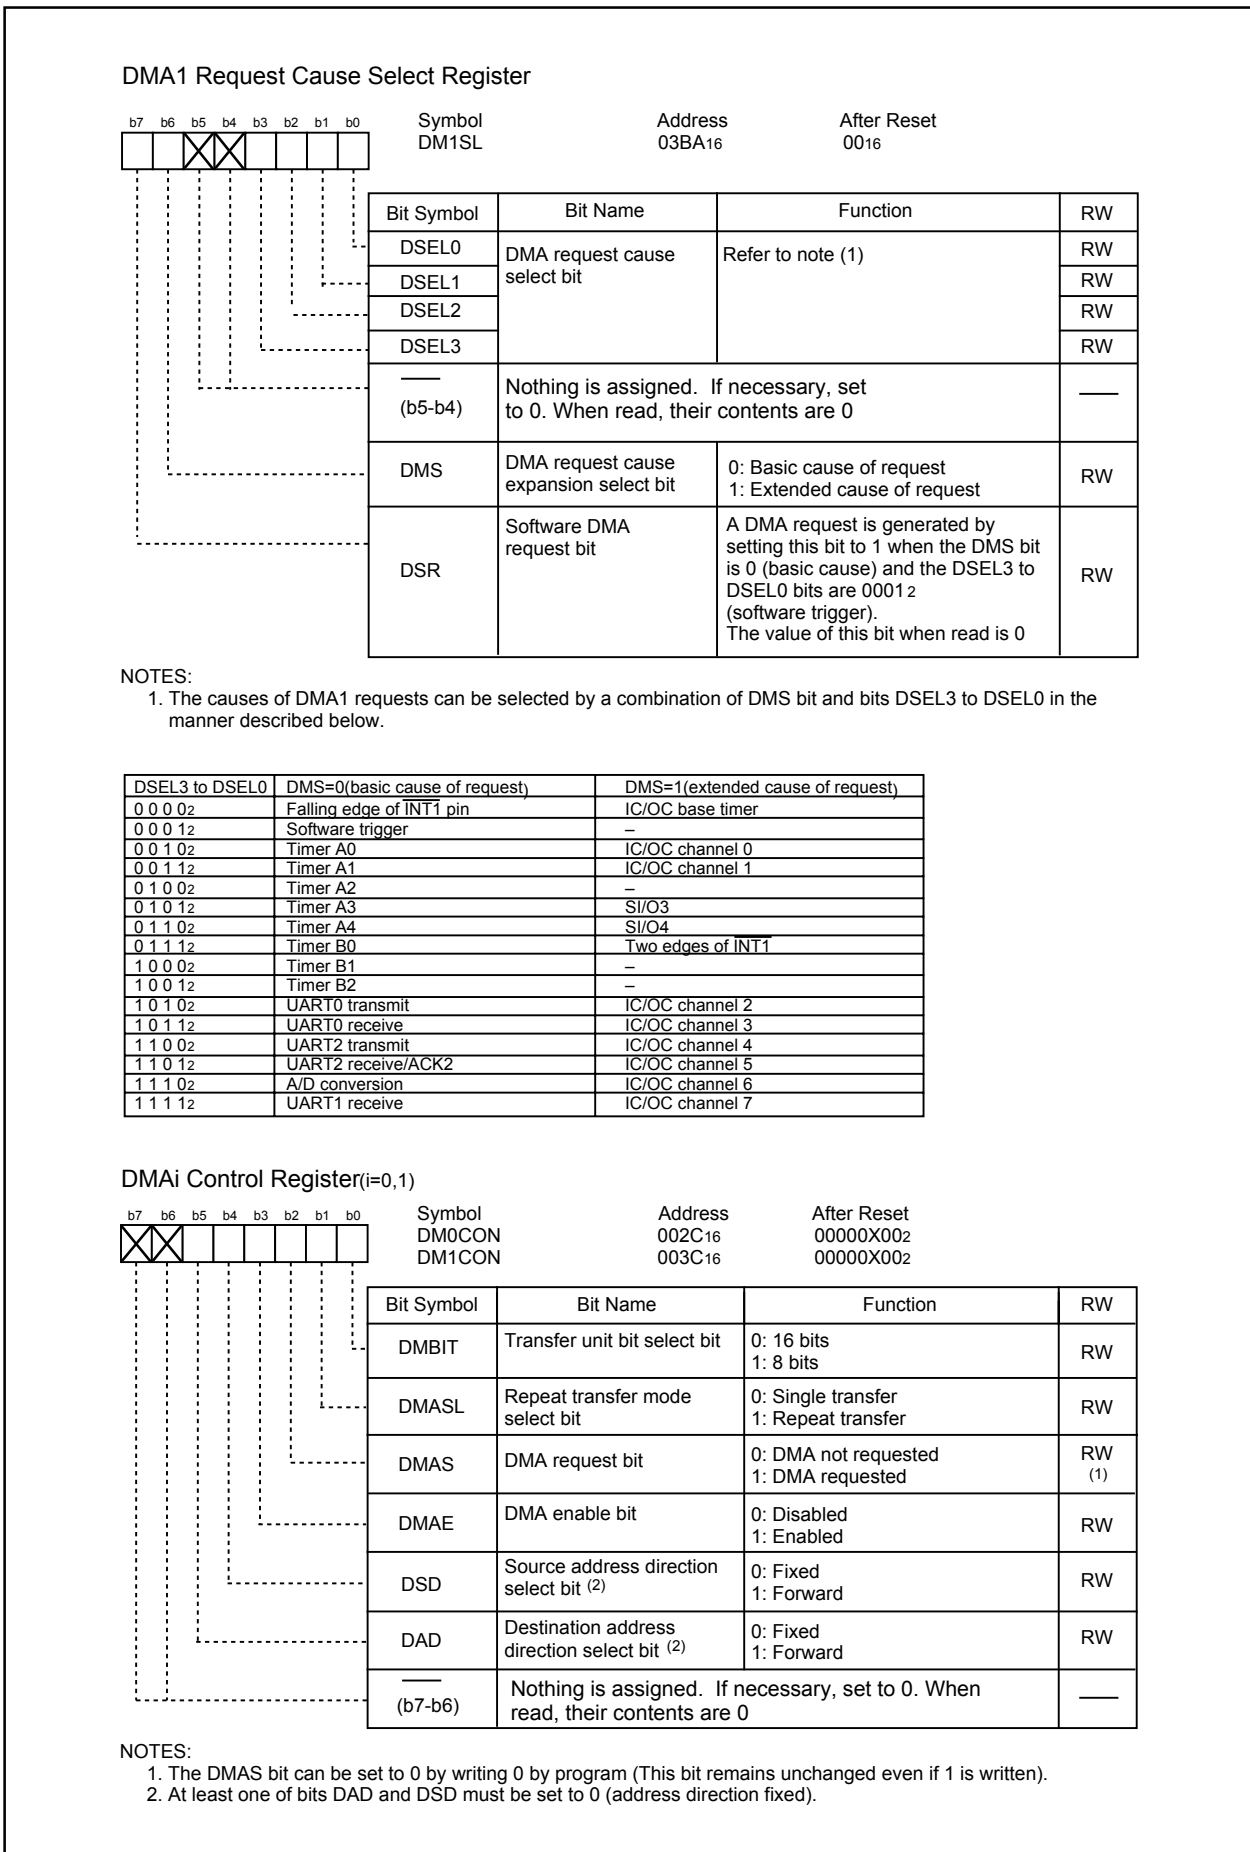 DMA1 Request Cause Select Register
b7 b6 b5 b4 b3 b2 b1 b0
Symbol Address After Reset
DM1SL 03BA16 0016
Bit Symbol Bit Name Function RW
DSEL0 DMA request cause select bit Refer to note (1) RW
DSEL1 RW
DSEL2 RW
DSEL3 RW
(b5-b4) Nothing is assigned. If necessary, set
to 0. When read, their contents are 0
DMS DMA request cause expansion select bit 0: Basic cause of request
1: Extended cause of request RW
DSR Software DMA request bit A DMA request is generated by
setting this bit to 1 when the DMS bit
is 0 (basic cause) and the DSEL3 to
DSEL0 bits are 00012
(software trigger).
The value of this bit when read is 0 RW
NOTES:
1. The causes of DMA1 requests can be selected by a combination of DMS bit and bits DSEL3 to DSEL0 in the
manner described below.
DSEL3 to DSEL0 DMS=0(basic cause of request) DMS=1(extended cause of request)
0 0 0 02 Falling edge of INT1 pin IC/OC base timer
0 0 0 12 Software trigger –
0 0 1 02 Timer A0 IC/OC channel 0
0 0 1 12 Timer A1 IC/OC channel 1
0 1 0 02 Timer A2 –
0 1 0 12 Timer A3 SI/O3
0 1 1 02 Timer A4 SI/O4
0 1 1 12 Timer B0 Two edges of INT1
1 0 0 02 Timer B1 –
1 0 0 12 Timer B2 –
1 0 1 02 UART0 transmit IC/OC channel 2
1 0 1 12 UART0 receive IC/OC channel 3
1 1 0 02 UART2 transmit IC/OC channel 4
1 1 0 12 UART2 receive/ACK2 IC/OC channel 5
1 1 1 02 A/D conversion IC/OC channel 6
1 1 1 12 UART1 receive IC/OC channel 7
DMAi Control Register(i=0,1)
b7 b6 b5 b4 b3 b2 b1 b0
Symbol Address After Reset
DM0CON 002C16 00000X002
DM1CON 003C16 00000X002
Bit Symbol Bit Name Function RW
DMBIT Transfer unit bit select bit 0: 16 bits
1: 8 bits RW
DMASL Repeat transfer mode select bit 0: Single transfer
1: Repeat transfer RW
DMAS DMA request bit 0: DMA not requested
1: DMA requested RW (1)
DMAE DMA enable bit 0: Disabled
1: Enabled RW
DSD Source address direction select bit (2) 0: Fixed
1: Forward RW
DAD Destination address direction select bit (2) 0: Fixed
1: Forward RW
(b7-b6) Nothing is assigned. If necessary, set to 0. When
read, their contents are 0
NOTES:
1. The DMAS bit can be set to 0 by writing 0 by program (This bit remains unchanged even if 1 is written).
2. At least one of bits DAD and DSD must be set to 0 (address direction fixed).